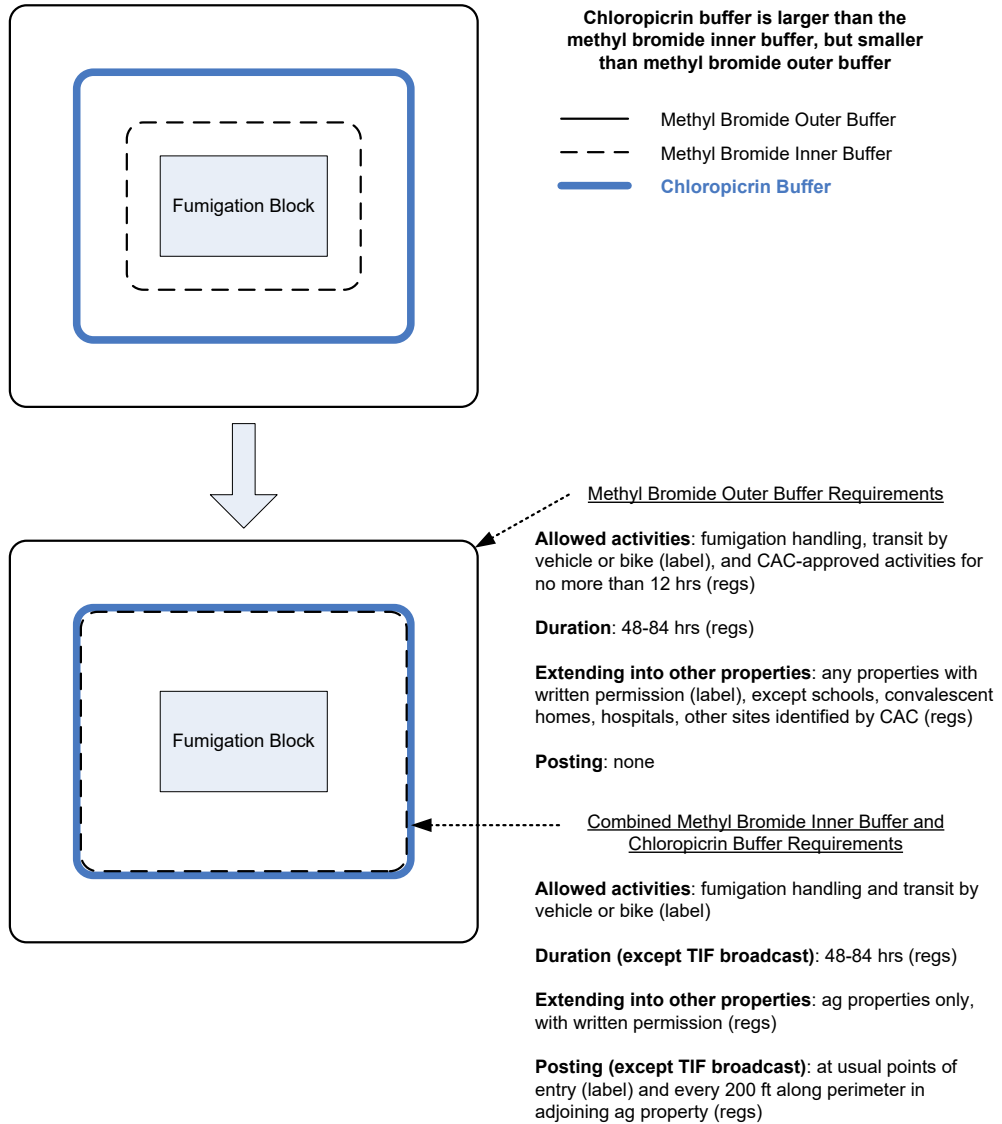 Chloropicrin buffer is larger than the
methyl bromide inner buffer, but smaller
than methyl bromide outer buffer
Methyl Bromide Outer Buffer
Methyl Bromide Inner Buffer
Chloropicrin Buffer
Fumigation Block
Methyl Bromide Outer Buffer Requirements
Allowed activities: fumigation handling, transit by
vehicle or bike (label), and CAC-approved activities for
no more than 12 hrs (regs)
Duration: 48-84 hrs (regs)
Extending into other properties: any properties with
written permission (label), except schools, convalescent
homes, hospitals, other sites identified by CAC (regs)
Posting: none
Fumigation Block
Combined Methyl Bromide Inner Buffer and
Chloropicrin Buffer Requirements
Allowed activities: fumigation handling and transit by
vehicle or bike (label)
Duration (except TIF broadcast): 48-84 hrs (regs)
Extending into other properties: ag properties only,
with written permission (regs)
Posting (except TIF broadcast): at usual points of
entry (label) and every 200 ft along perimeter in
adjoining ag property (regs)